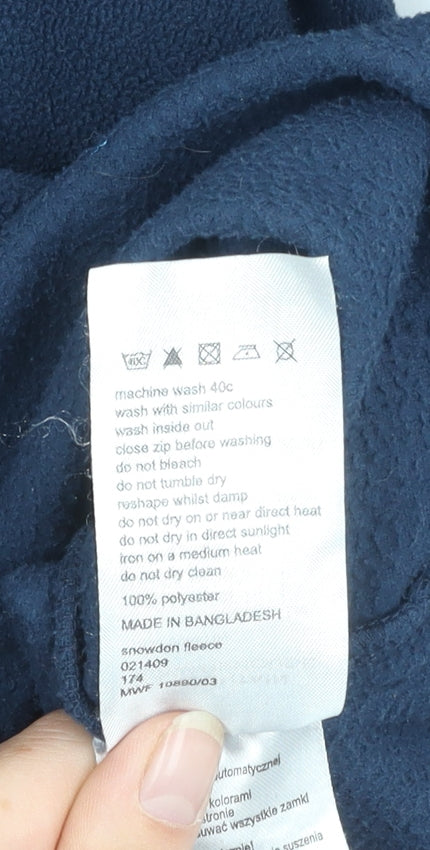 40C
machine wash 40c
wash with similar colours
wash inside out
close zip before washing
do not bleach
do not tumble dry
reshape whilst damp
do not dry on or near direct heat
do not dry in direct sunlight
iron on a medium heat
do not dry clean
100% polyester
MADE IN BANGLADESH
snowdon fleece
021409
174
MWF 10890/03
automatycznej
kolorami
stronie
wszystkie zamki
suszenia